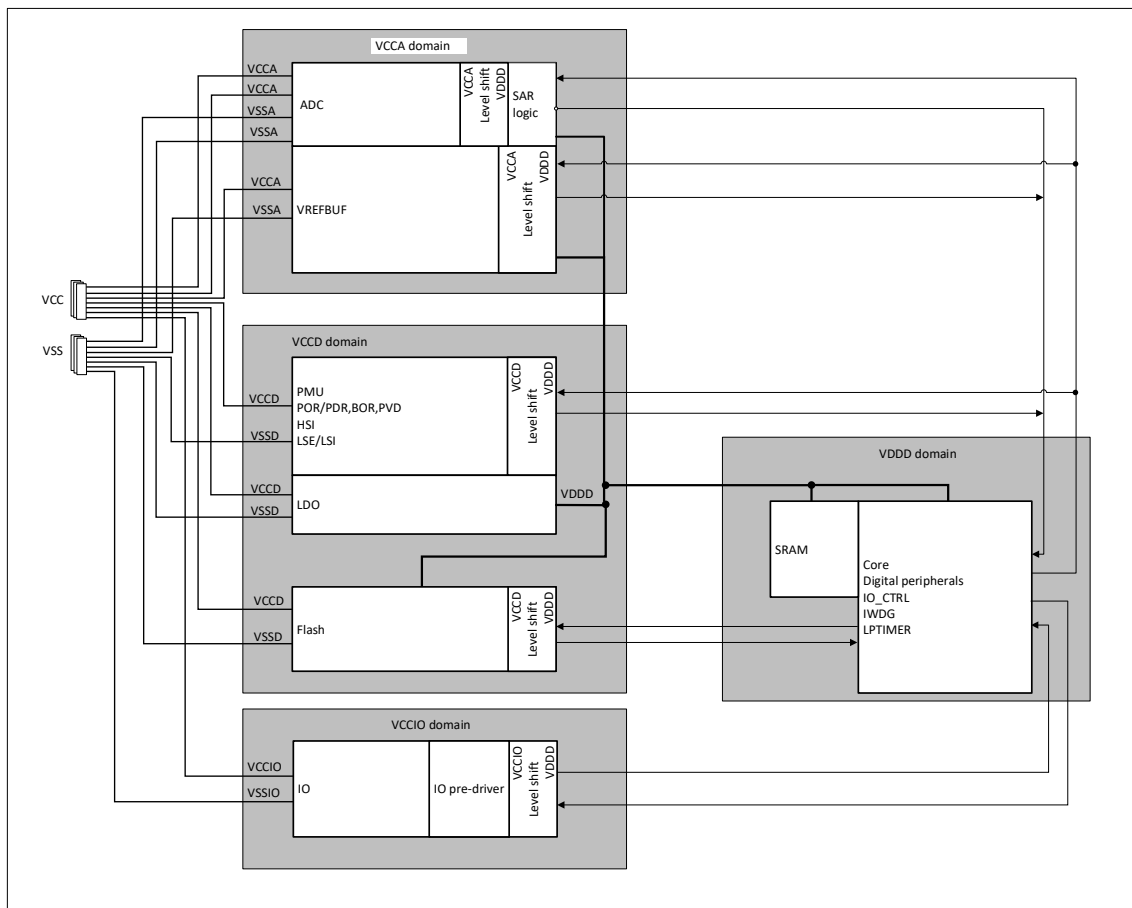 VCCA domain
VCCA
VCCA
VSSA
VSSA
ADC
VCCA
Level shift
VDDD
SAR
logic
VCCA
VSSA
VREFBUF
VCCA
Level shift
VDDD
VCC
VSS
VCCD domain
VCCD
VSSD
PMU
POR/PDR,BOR,PVD
HSI
LSE/LSI
VCCD
Level shift
VDDD
VCCD
VSSD
LDO
VDDD
VCCD
VSSD
Flash
VCCD
Level shift
VDDD
VDDD domain
SRAM
Core
Digital peripherals
IO_CTRL
IWDG
LPTIMER
VCCIO domain
VCCIO
VSSIO
IO
IO pre-driver
VCCIO
Level shift
VDDD